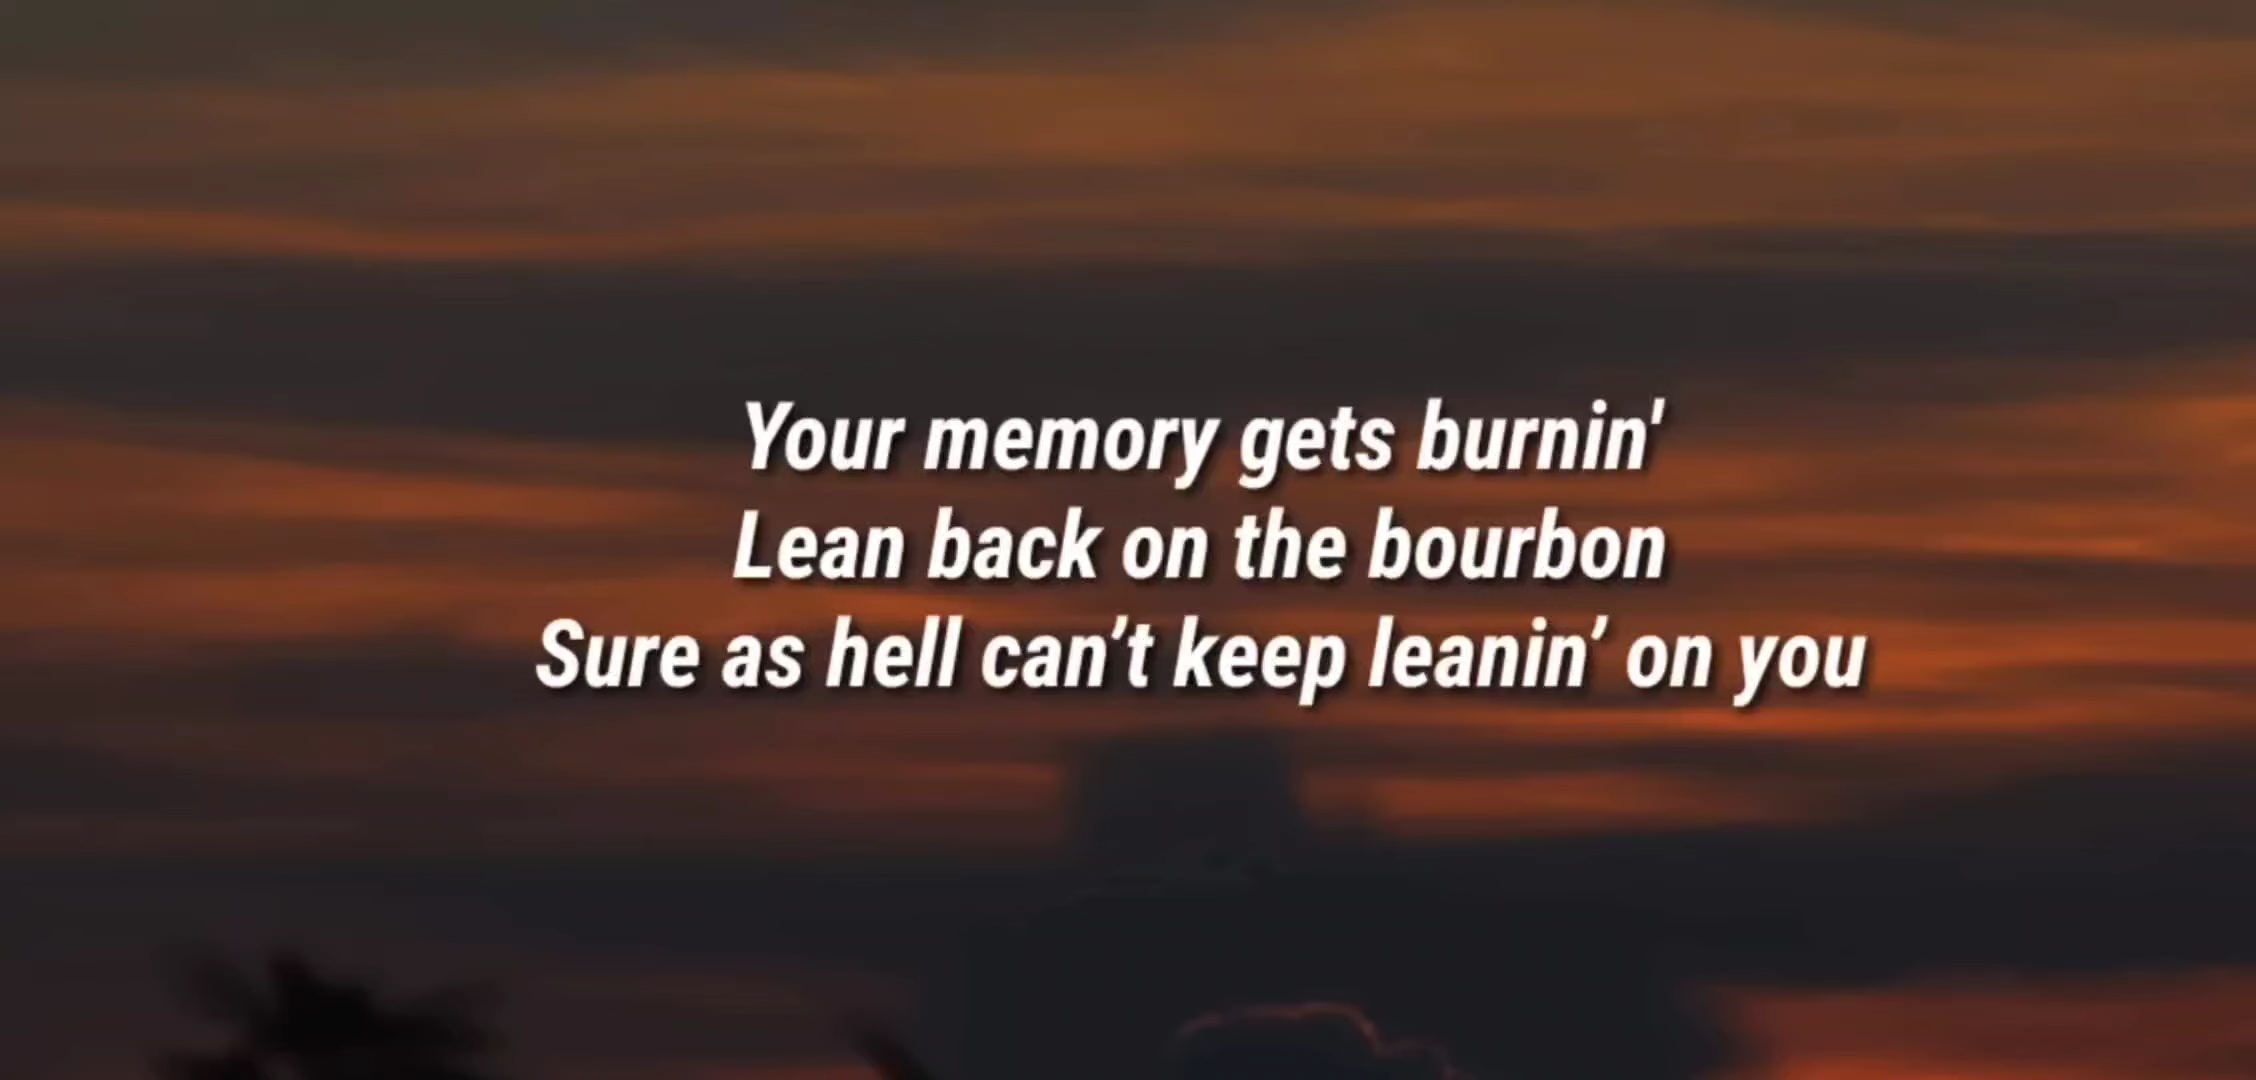 Your memory gets burnin'
Lean back on the bourbon
Sure as hell can’t keep leanin’ on you